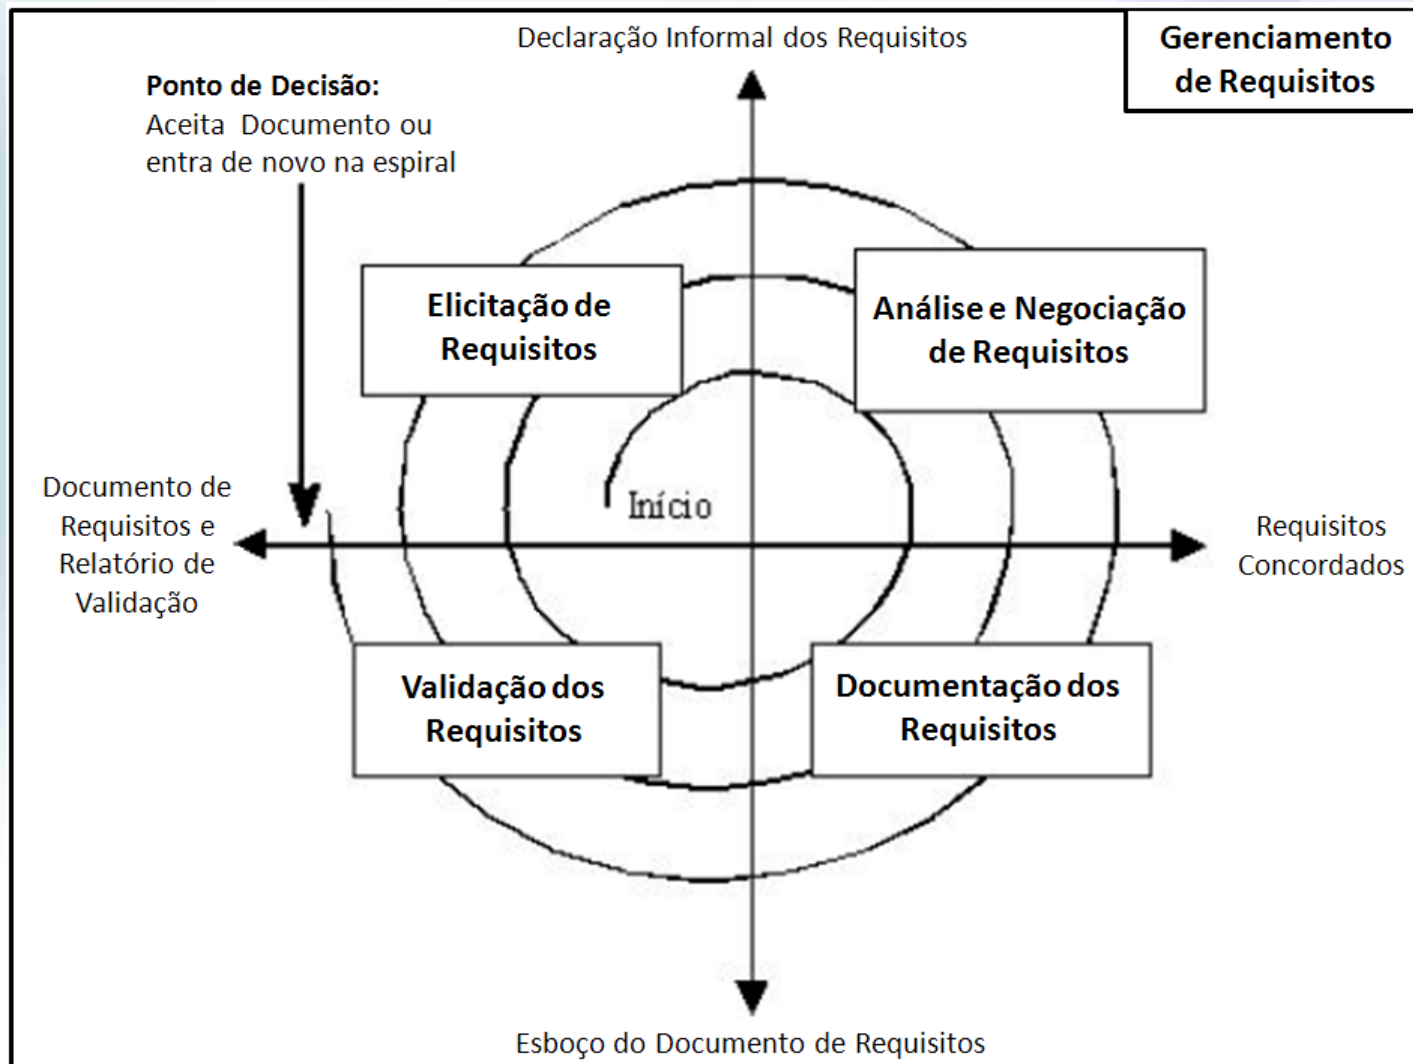 Declaração Informal dos Requisitos
Gerenciamento
de Requisitos
Ponto de Decisão:
Aceita Documento ou
entra de novo na espiral
Elicitação de
Requisitos
Análise e Negociação
de Requisitos
Início
Documento de
Requisitos e
Relatório de
Validação
Requisitos
Concordados
Validação dos
Requisitos
Documentação dos
Requisitos
Esboço do Documento de Requisitos